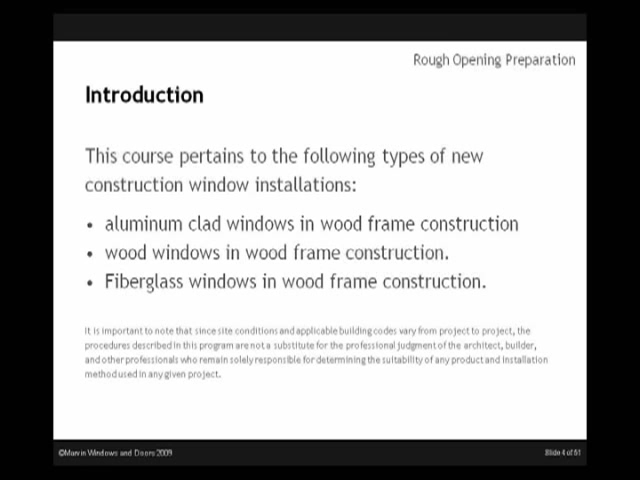 Rough Opening Preparation
Introduction
This course pertains to the following types of new
construction window installations:
• aluminum clad windows in wood frame construction
• wood windows in wood frame construction.
• Fiberglass windows in wood frame construction.
It is important to note that since site conditions and applicable building codes vary from project to project, the
procedures described in this program are not a substitute for the professional judgment of the architect, builder,
and other professionals who remain solely responsible for determining the suitability of any product and installation
method used in any given project.
©Marvin Windows and Doors 2009
Slide 4 of 51